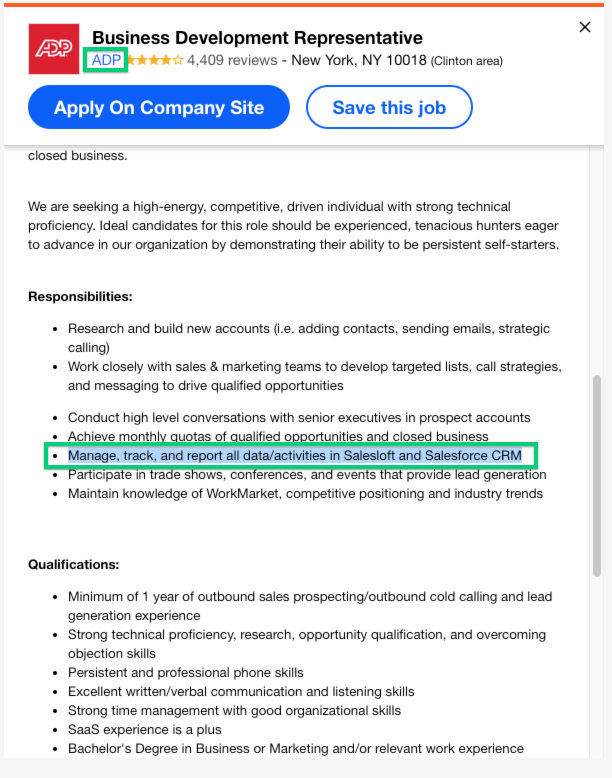 ADP
Business Development Representative
ADP ★★★★☆ 4,409 reviews - New York, NY 10018 (Clinton area)
Apply On Company Site
Save this job
closed business.
We are seeking a high-energy, competitive, driven individual with strong technical
proficiency. Ideal candidates for this role should be experienced, tenacious hunters eager
to advance in our organization by demonstrating their ability to be persistent self-starters.
Responsibilities:
• Research and build new accounts (i.e. adding contacts, sending emails, strategic
calling)
• Work closely with sales & marketing teams to develop targeted lists, call strategies,
and messaging to drive qualified opportunities
• Conduct high level conversations with senior executives in prospect accounts
• Achieve monthly quotas of qualified opportunities and closed business
• Manage, track, and report all data/activities in Salesloft and Salesforce CRM
• Participate in trade shows, conferences, and events that provide lead generation
• Maintain knowledge of WorkMarket, competitive positioning and industry trends
Qualifications:
• Minimum of 1 year of outbound sales prospecting/outbound cold calling and lead
generation experience
• Strong technical proficiency, research, opportunity qualification, and overcoming
objection skills
• Persistent and professional phone skills
• Excellent written/verbal communication and listening skills
• Strong time management with good organizational skills
• SaaS experience is a plus
• Bachelor's Degree in Business or Marketing and/or relevant work experience